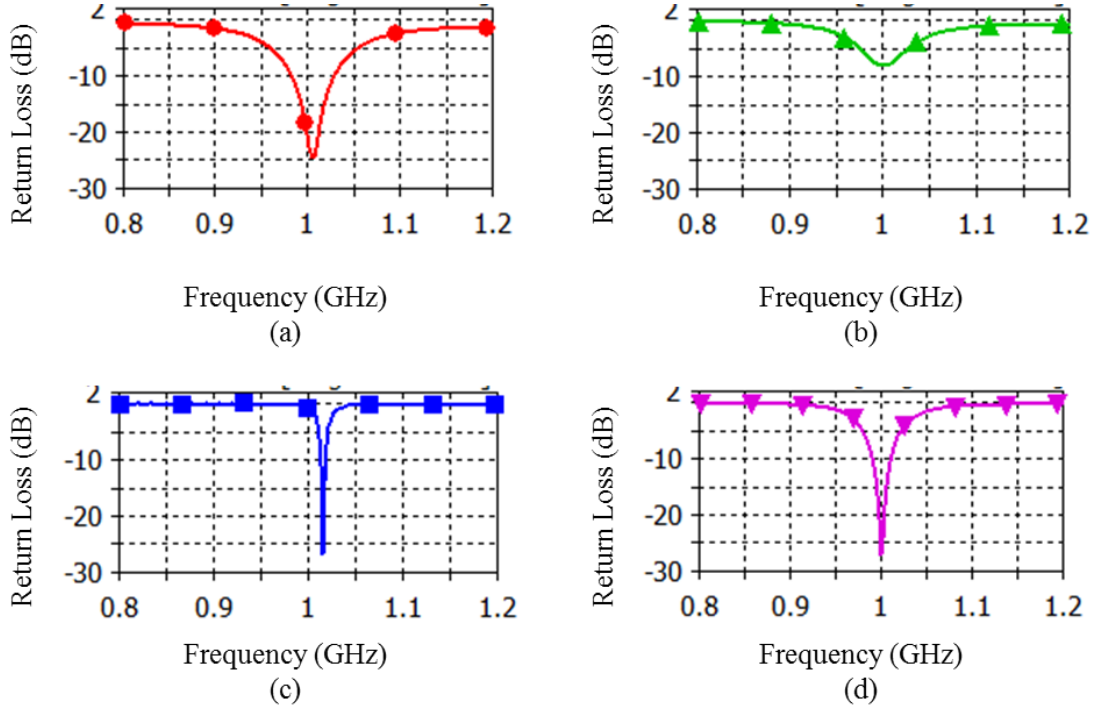 Return Loss (dB)
2
-10
-20
-30
0.8 0.9 1 1.1 1.2
Frequency (GHz)
(a)
Return Loss (dB)
2
-10
-20
-30
0.8 0.9 1 1.1 1.2
Frequency (GHz)
(b)
Return Loss (dB)
2
-10
-20
-30
0.8 0.9 1 1.1 1.2
Frequency (GHz)
(c)
Return Loss (dB)
2
-10
-20
-30
0.8 0.9 1 1.1 1.2
Frequency (GHz)
(d)